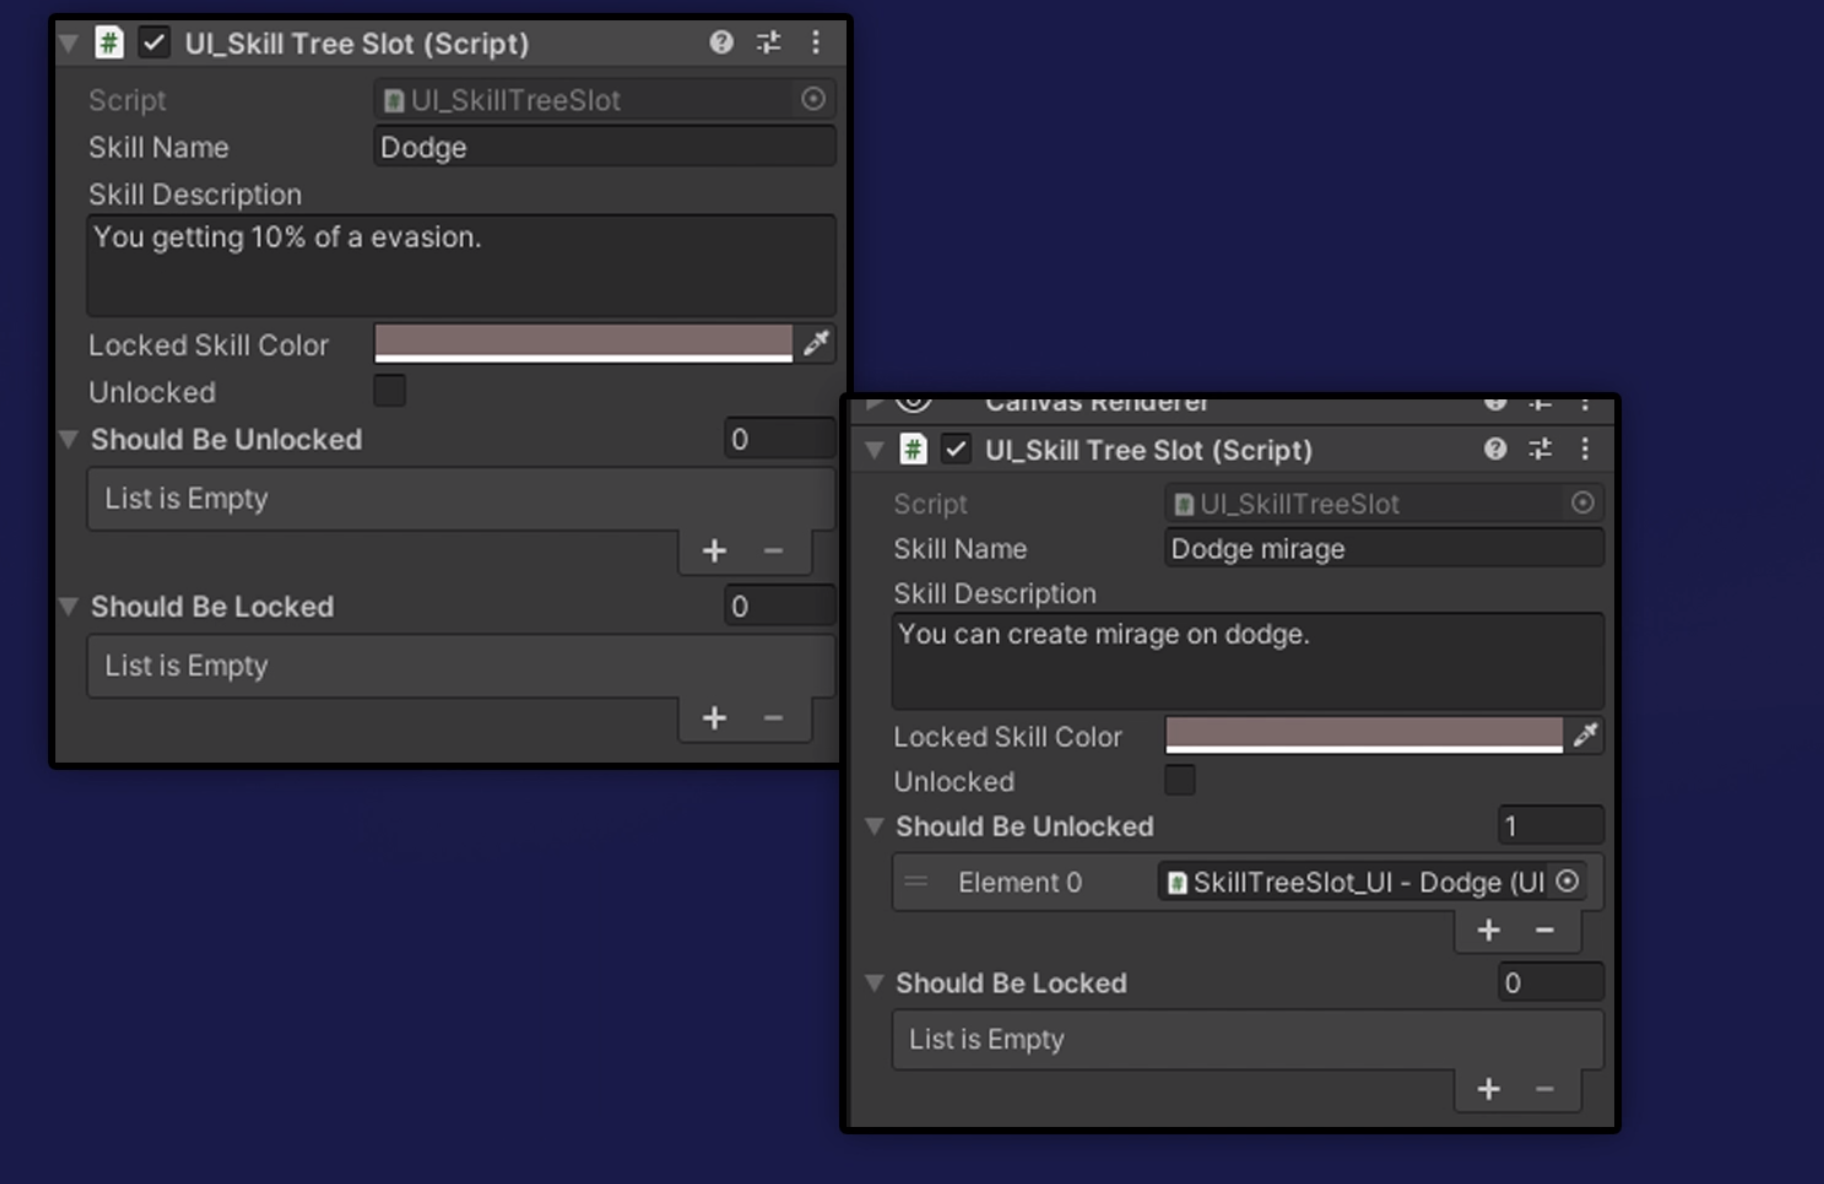 UI_Skill Tree Slot (Script)
Script UI_SkillTreeSlot
Skill Name Dodge
Skill Description
You getting 10% of a evasion.
Locked Skill Color
Unlocked
Should Be Unlocked 0
List is Empty
Should Be Locked 0
List is Empty
Canvas Renderer
UI_Skill Tree Slot (Script)
Script UI_SkillTreeSlot
Skill Name Dodge mirage
Skill Description
You can create mirage on dodge.
Locked Skill Color
Unlocked
Should Be Unlocked 1
Element 0 SkillTreeSlot_UI - Dodge (UI
Should Be Locked 0
List is Empty